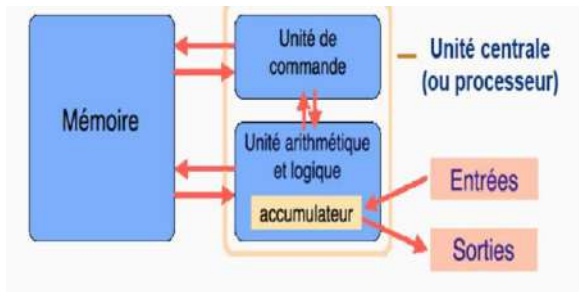 Mémoire
Unité de
commande
Unité arithmétique
et logique
accumulateur
Unité centrale
(ou processeur)
Entrées
Sorties